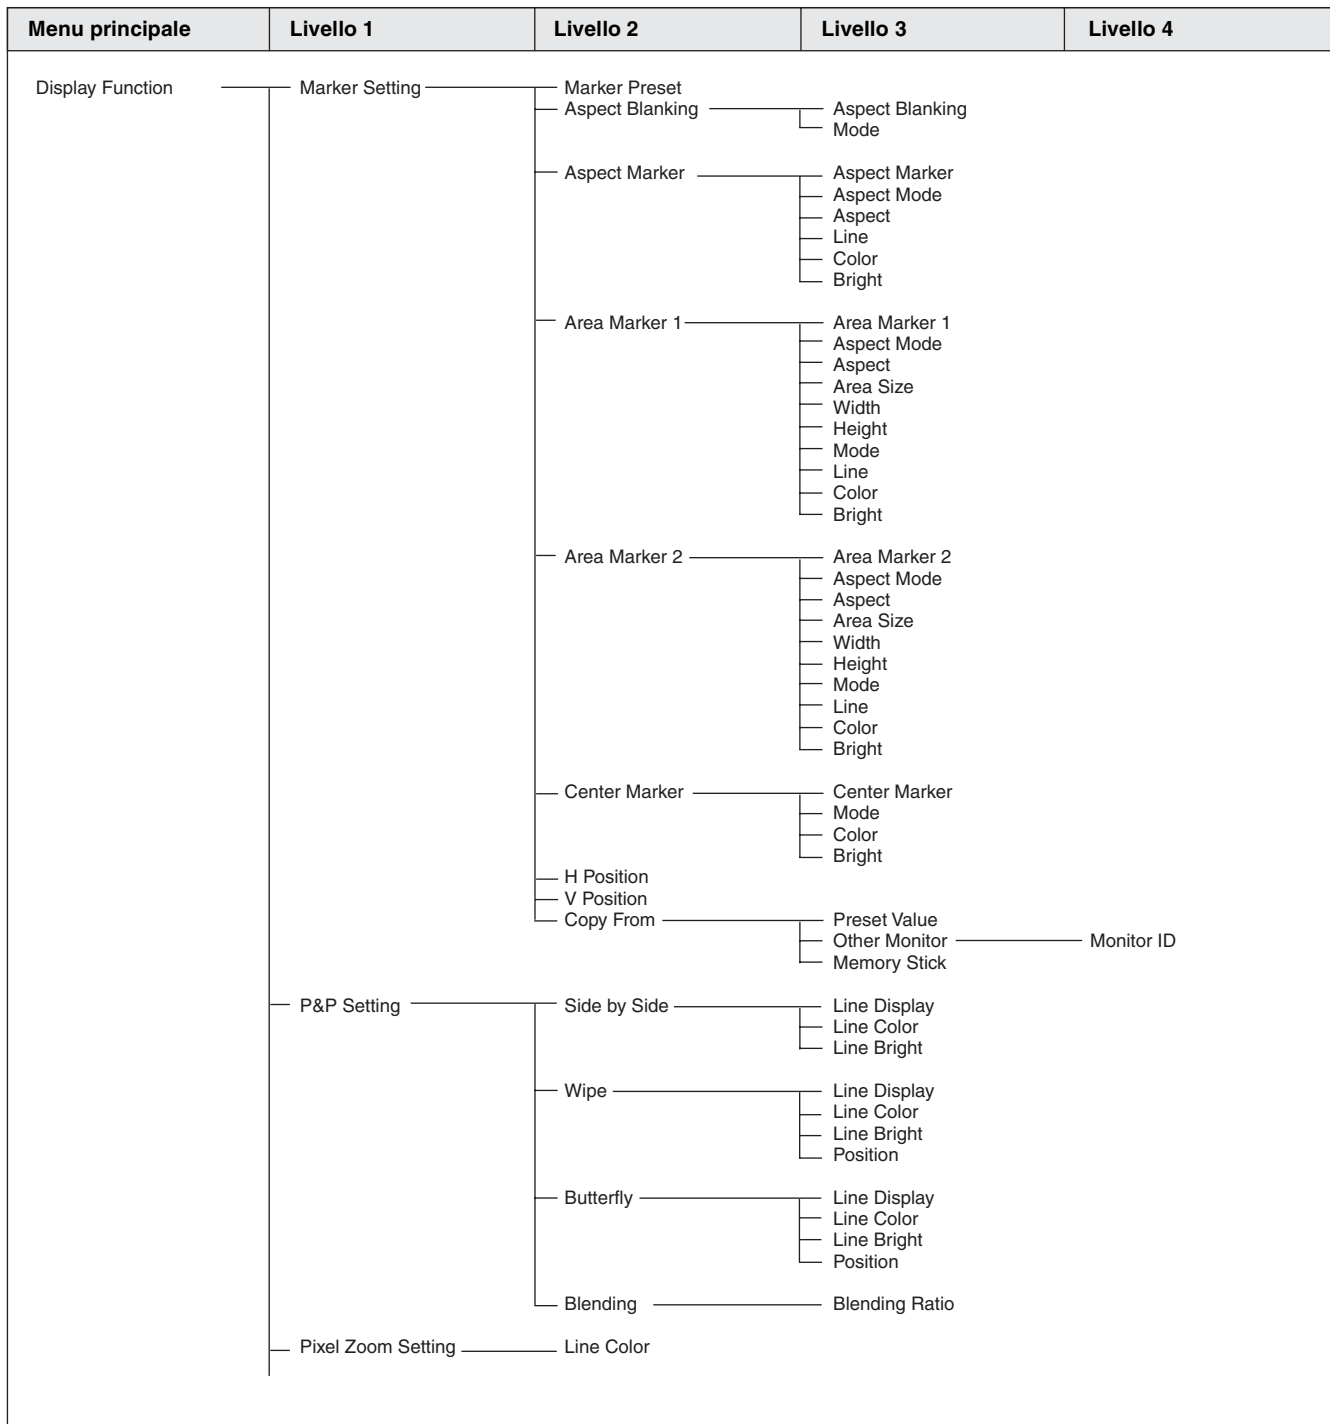 Menu principale Livello 1 Livello 2 Livello 3 Livello 4
Display Function Marker Setting Marker Preset
Aspect Blanking Aspect Blanking
Mode
Aspect Marker Aspect Marker
Aspect Mode
Aspect
Line
Color
Bright
Area Marker 1 Area Marker 1
Aspect Mode
Aspect
Area Size
Width
Height
Mode
Line
Color
Bright
Area Marker 2 Area Marker 2
Aspect Mode
Aspect
Area Size
Width
Height
Mode
Line
Color
Bright
Center Marker Center Marker
Mode
Color
Bright
H Position
V Position
Copy From Preset Value
Other Monitor Monitor ID
Memory Stick
P&P Setting Side by Side Line Display
Line Color
Line Bright
Wipe Line Display
Line Color
Line Bright
Position
Butterfly Line Display
Line Color
Line Bright
Position
Blending Blending Ratio
Pixel Zoom Setting Line Color